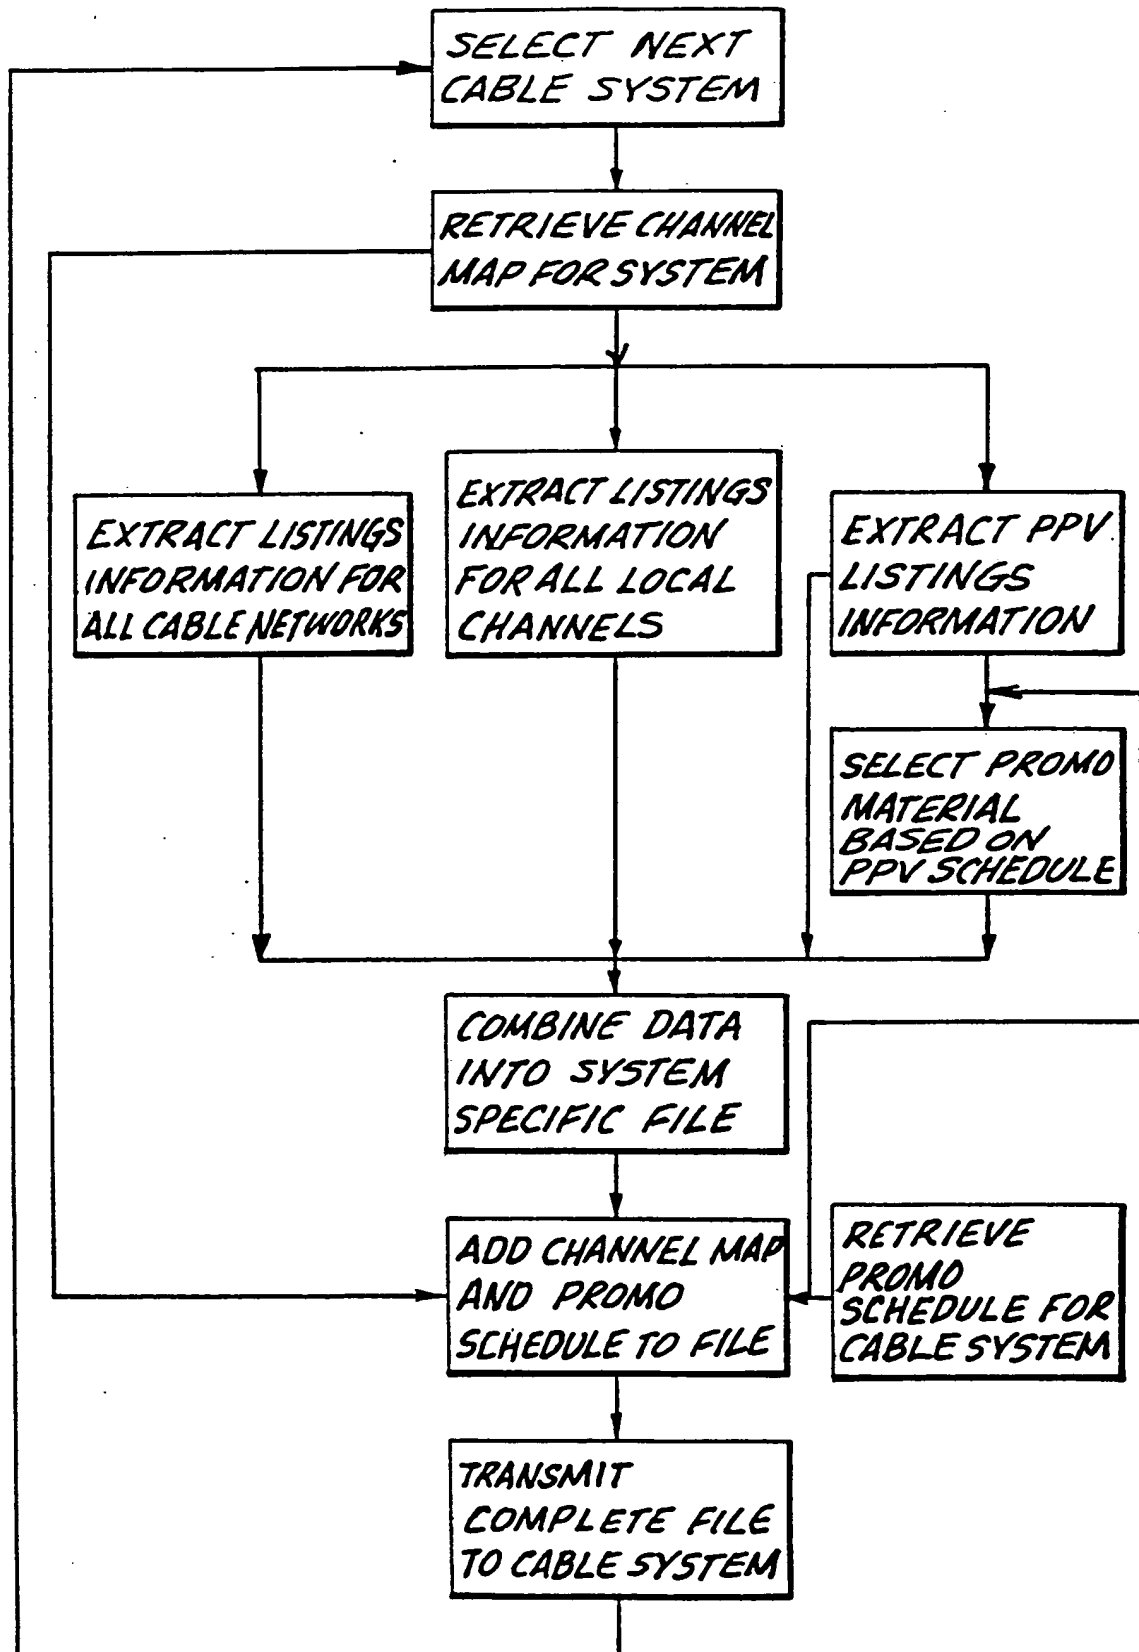 SELECT NEXT
CABLE SYSTEM
RETRIEVE CHANNEL
MAP FOR SYSTEM
EXTRACT LISTINGS
INFORMATION FOR
ALL CABLE NETWORKS
EXTRACT LISTINGS
INFORMATION
FOR ALL LOCAL
CHANNELS
EXTRACT PPV
LISTINGS
INFORMATION
SELECT PROMO
MATERIAL
BASED ON
PPV SCHEDULE
COMBINE DATA
INTO SYSTEM
SPECIFIC FILE
ADD CHANNEL MAP
AND PROMO
SCHEDULE TO FILE
RETRIEVE
PROMO
SCHEDULE FOR
CABLE SYSTEM
TRANSMIT
COMPLETE FILE
TO CABLE SYSTEM